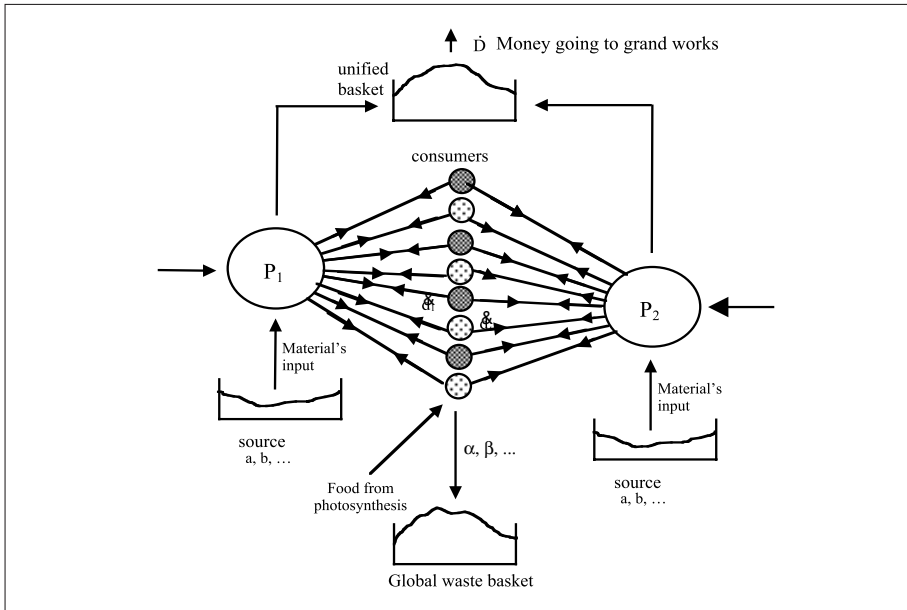 Ḋ Money going to grand works
unified
basket
consumers
P₁
P₂
Material's
input
Material's
input
source
a, b, …
source
a, b, …
α, β, ...
Food from
photosynthesis
Global waste basket